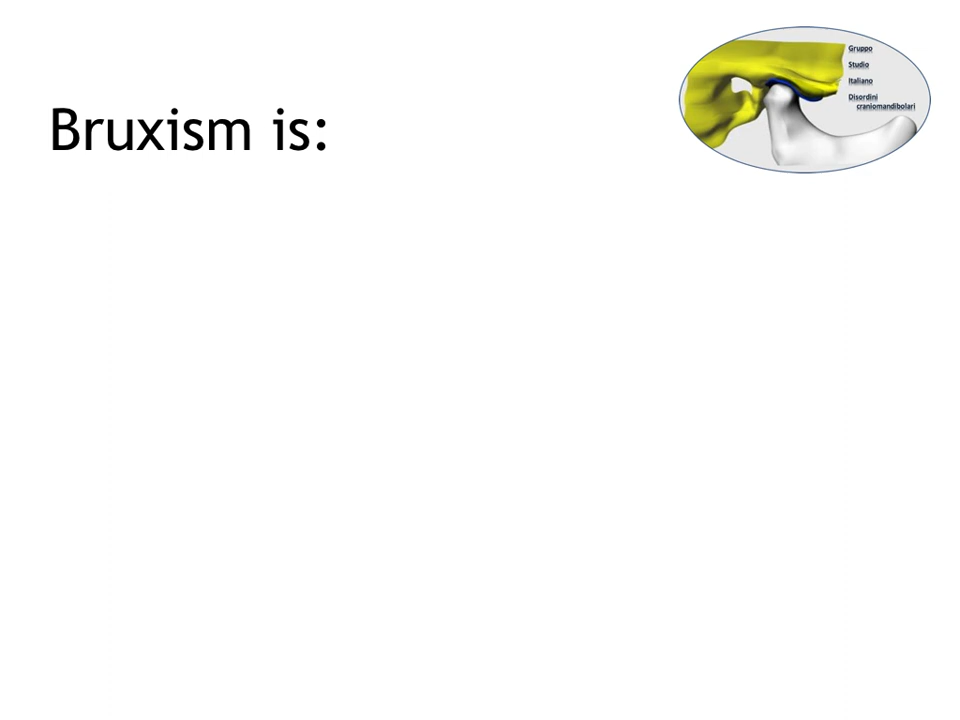 Bruxism is:
Gruppo
Studio
Italiano
Disordini
craniomandibolari